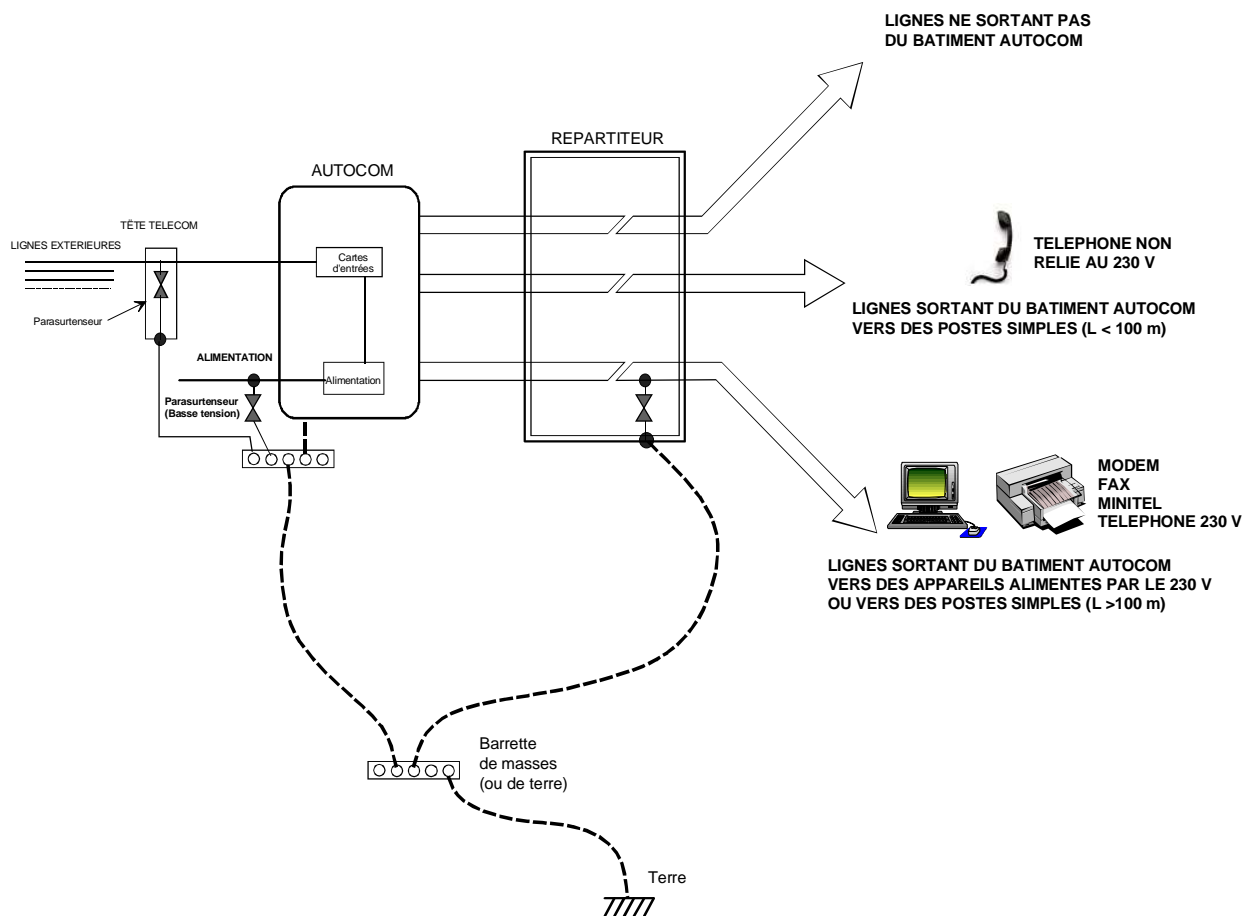 LIGNES NE SORTANT PAS
DU BATIMENT AUTOCOM
REPARTITEUR
AUTOCOM
TÊTE TELECOM
LIGNES EXTERIEURES
Cartes
d'entrées
TELEPHONE NON
RELIE AU 230 V
Parasurtenseur
LIGNES SORTANT DU BATIMENT AUTOCOM
VERS DES POSTES SIMPLES (L < 100 m)
ALIMENTATION
Alimentation
Parasurtenseur
(Basse tension)
MODEM
FAX
MINITEL
TELEPHONE 230 V
LIGNES SORTANT DU BATIMENT AUTOCOM
VERS DES APPAREILS ALIMENTES PAR LE 230 V
OU VERS DES POSTES SIMPLES (L >100 m)
Barrette
de masses
(ou de terre)
Terre